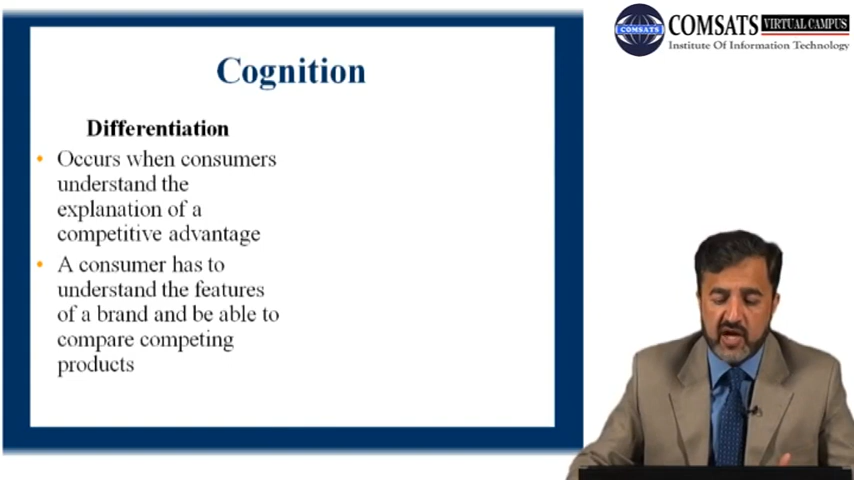 COMSATS VIRTUAL CAMPUS
COMSATS
Institute Of Information Technology
Cognition
Differentiation
• Occurs when consumers
understand the
explanation of a
competitive advantage
• A consumer has to
understand the features
of a brand and be able to
compare competing
products